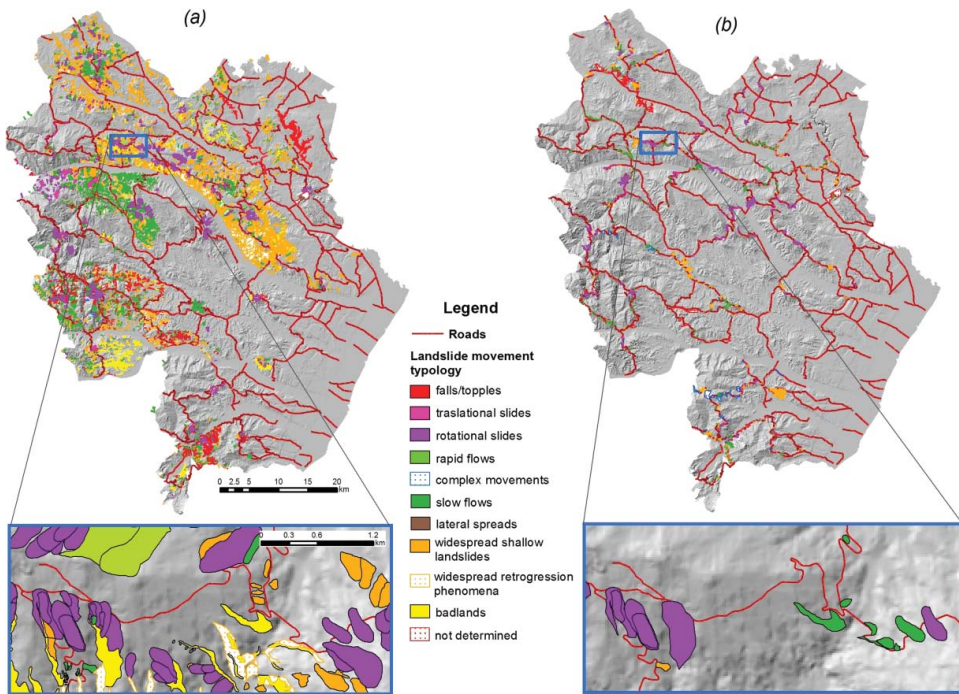 (a)
(b)
Legend
Roads
Landslide movement
typology
falls/topples
traslational slides
rotational slides
rapid flows
complex movements
slow flows
lateral spreads
widespread shallow
landslides
widespread retrogression
phenomena
badlands
not determined
0 2.5 5 10 15 20
km
0 0.3 0.6 1.2
km